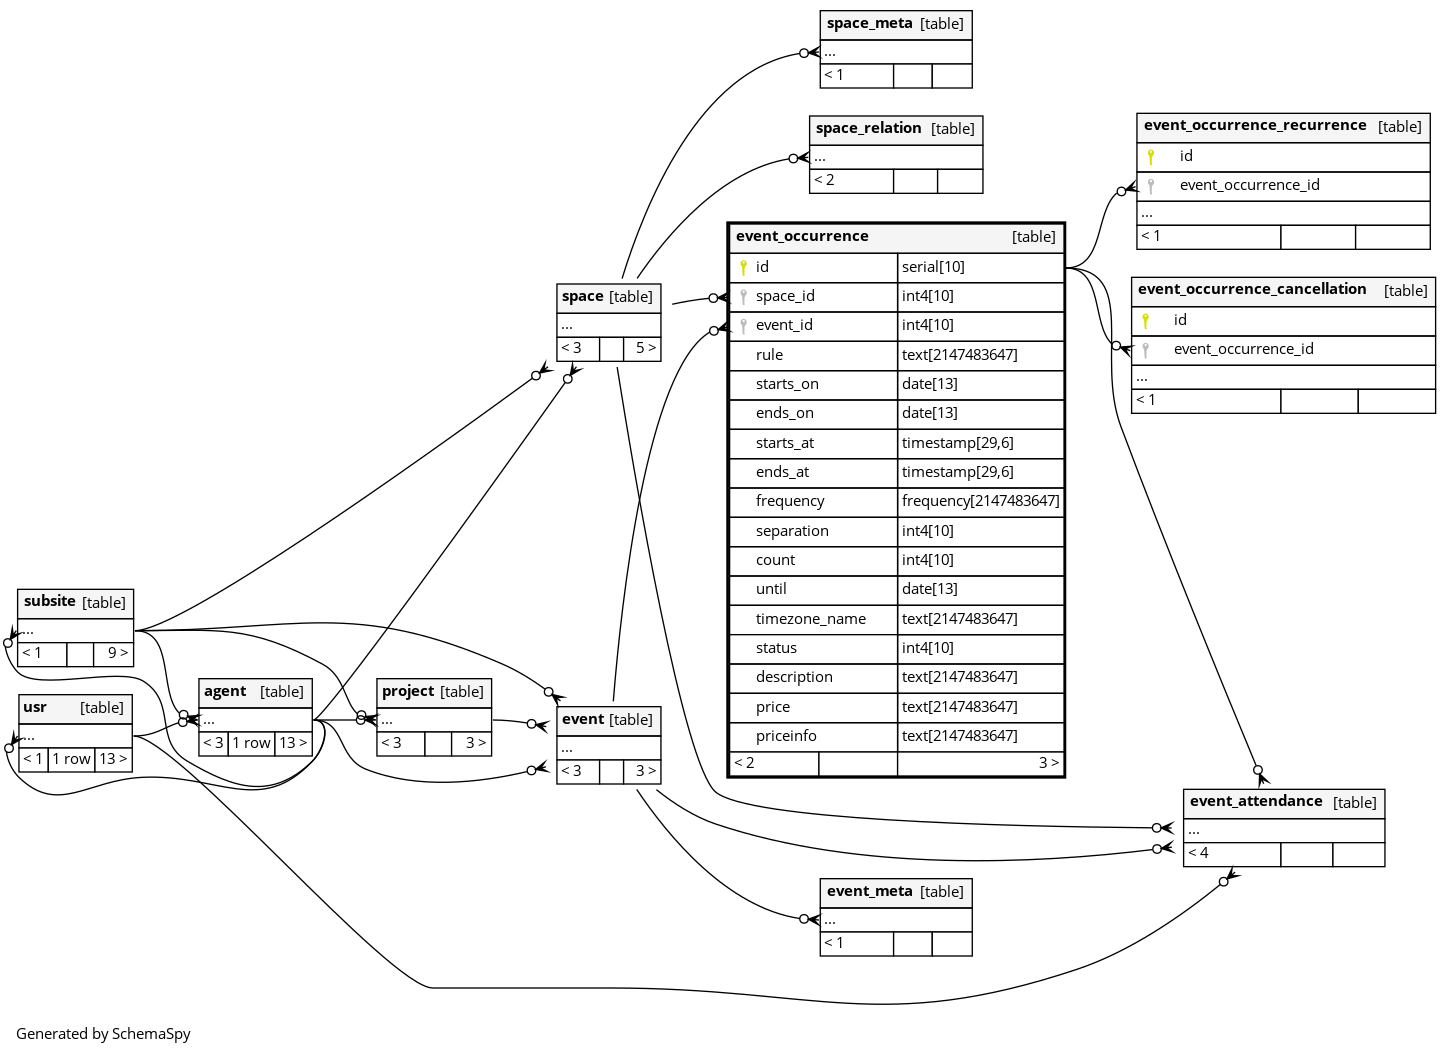 space_meta [table]
...
< 1
space_relation [table]
...
< 2
event_occurrence_recurrence [table]
id
event_occurrence_id
...
< 1
event_occurrence [table]
id serial[10]
space_id int4[10]
event_id int4[10]
rule text[2147483647]
starts_on date[13]
ends_on date[13]
starts_at timestamp[29,6]
ends_at timestamp[29,6]
frequency frequency[2147483647]
separation int4[10]
count int4[10]
until date[13]
timezone_name text[2147483647]
status int4[10]
description text[2147483647]
price text[2147483647]
priceinfo text[2147483647]
< 2 3 >
event_occurrence_cancellation [table]
id
event_occurrence_id
...
< 1
space [table]
...
< 3 5 >
subsite [table]
...
< 1 9 >
usr [table]
...
< 1 1 row 13 >
agent [table]
...
< 3 1 row 13 >
project [table]
...
< 3 3 >
event [table]
...
< 3 3 >
event_attendance [table]
...
< 4
event_meta [table]
...
< 1
Generated by SchemaSpy